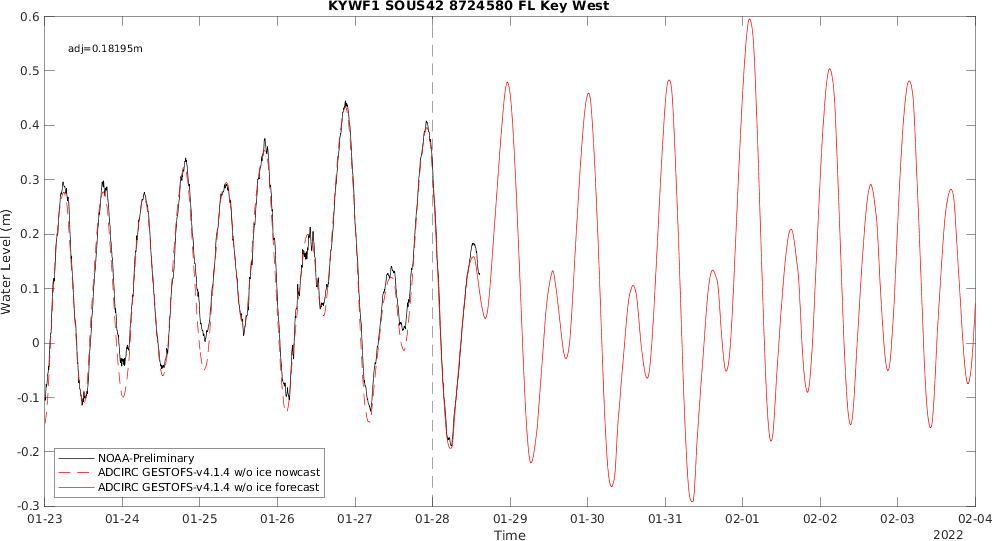 KYWF1 SOUS42 8724580 FL Key West
adj=0.18195m
0.6
0.5
0.4
0.3
0.2
0.1
0
-0.1
-0.2
-0.3
Water Level (m)
NOAA-Preliminary
ADCIRC GESTOFS-v4.1.4 w/o ice nowcast
ADCIRC GESTOFS-v4.1.4 w/o ice forecast
01-23 01-24 01-25 01-26 01-27 01-28 01-29 01-30 01-31 02-01 02-02 02-03 02-04
Time
2022